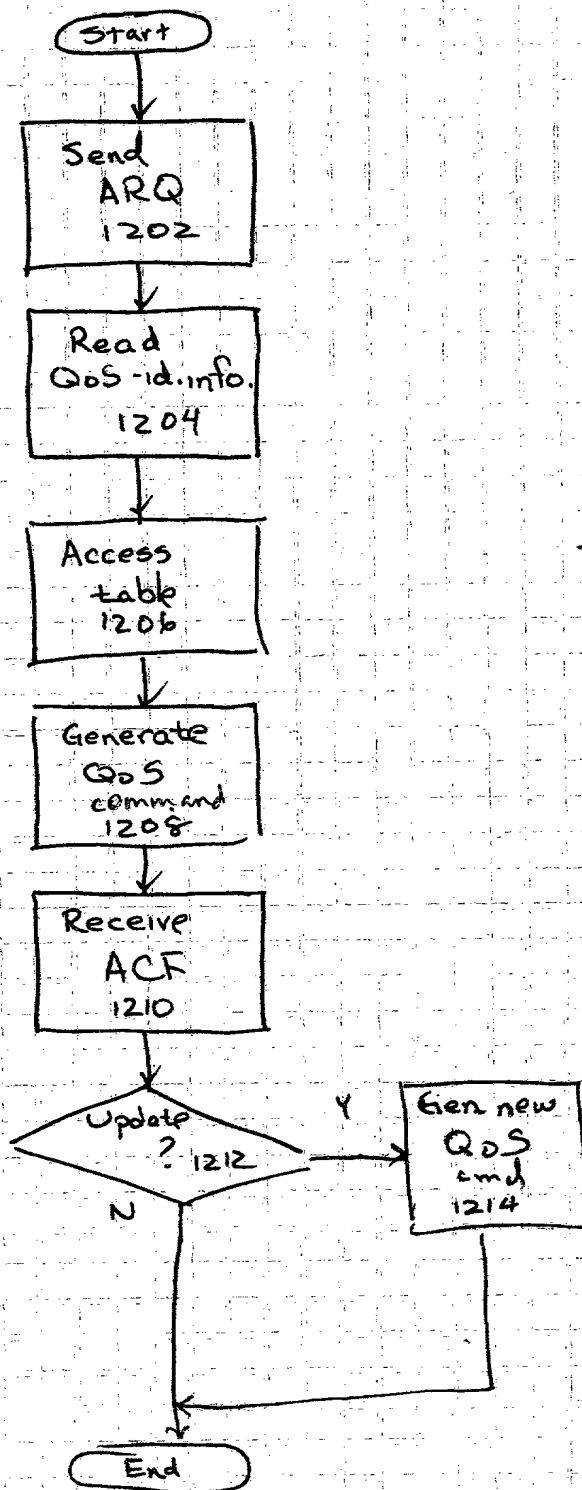 Start
Send
ARQ
1202
Read
QoS-id.info.
1204
Access
table
1206
Generate
QoS
command
1208
Receive
ACF
1210
Update
? 1212
Y
N
Gen new
QoS
cmd
1214
End